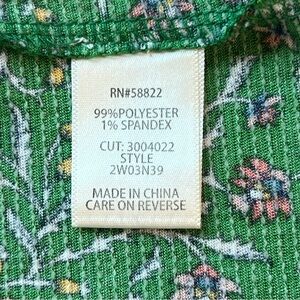 RN#58822
99%POLYESTER
1% SPANDEX
CUT: 3004022
STYLE
2W03N39
MADE IN CHINA
CARE ON REVERSE